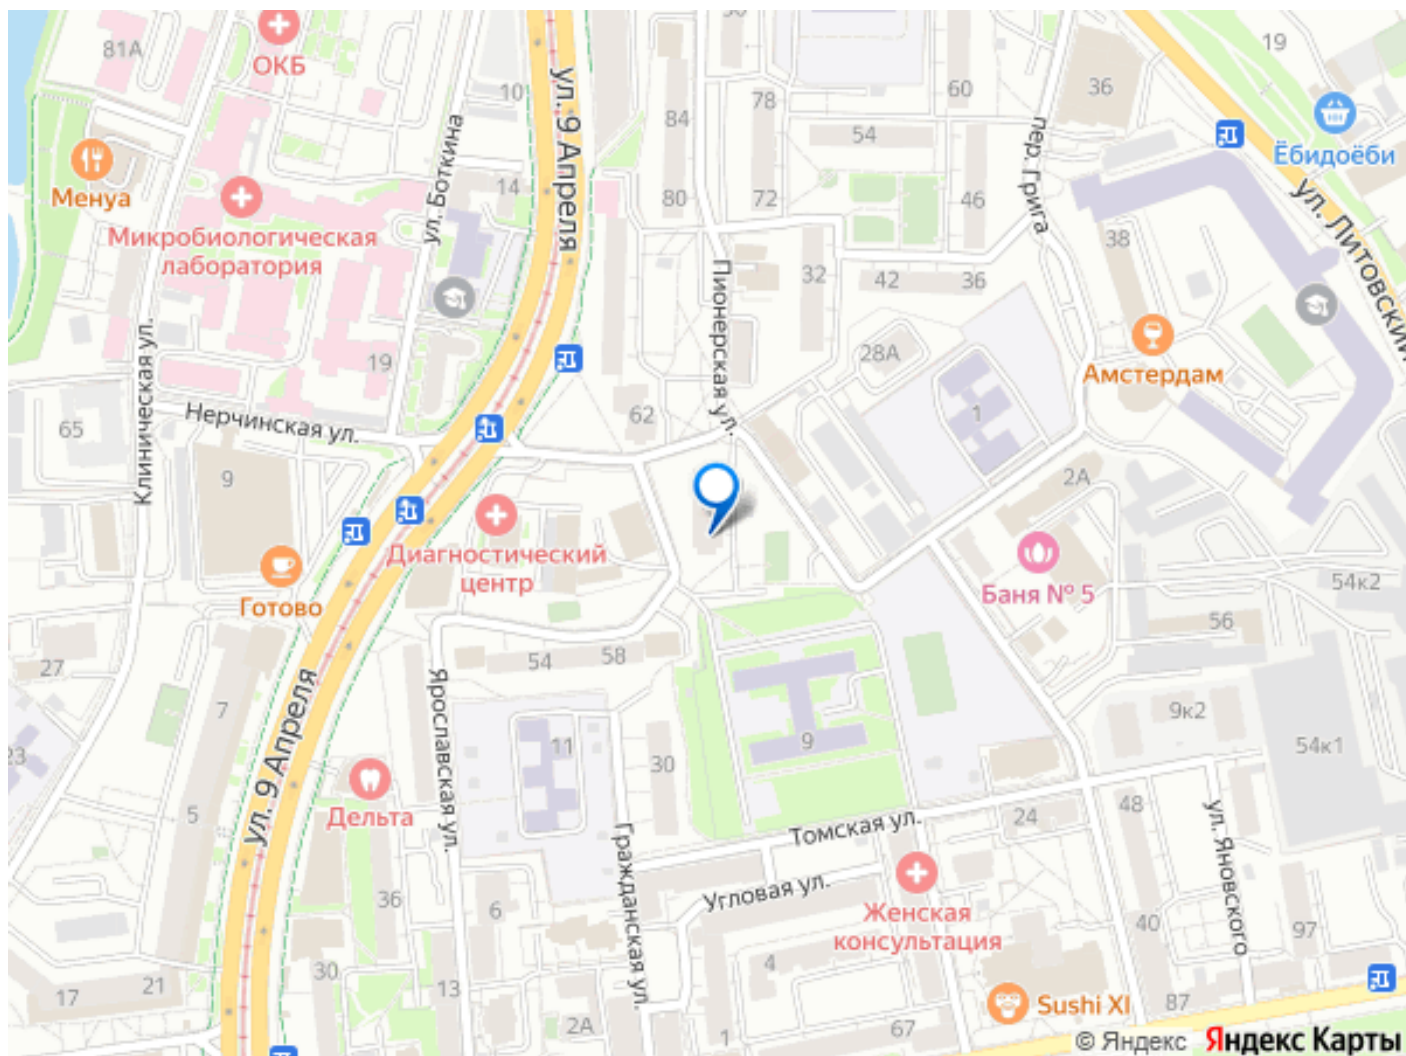 81А
ОКБ
10
ул. 9 Апреля
84
78
60
36
19
54
пер. Грига
Ёбидоёби
Менуа
ул. Боткина
14
80
72
46
ул. Литовский
Микробиологическая
лаборатория
38
Пионерская ул.
32
42
36
Клиническая ул.
19
28А
Амстердам
65
Нерчинская ул.
62
1
9
2А
Диагностический
центр
Баня № 5
54к2
Готово
56
27
54
58
7
Ярославская ул.
9к2
23
11
30
9
54к1
ул. 9 Апреля
5
Дельта
Гражданская ул.
Томская ул.
24
48
ул. Яновского
36
6
Угловая ул.
Женская
консультация
40
97
30
13
4
17
21
2А
1
67
Sushi XI
87
© Яндекс Яндекс Карты